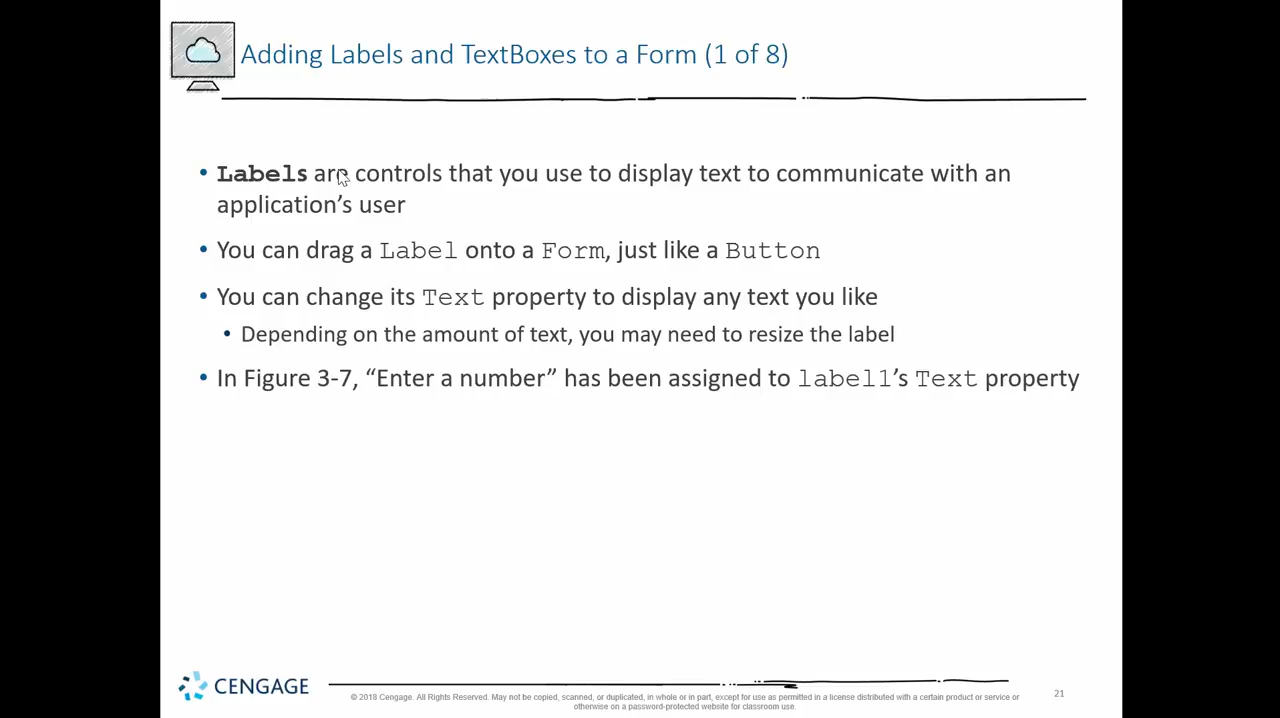 Adding Labels and TextBoxes to a Form (1 of 8)
• Labels are controls that you use to display text to communicate with an
application’s user
• You can drag a Label onto a Form, just like a Button
• You can change its Text property to display any text you like
• Depending on the amount of text, you may need to resize the label
• In Figure 3-7, “Enter a number” has been assigned to label1’s Text property
CENGAGE
© 2018 Cengage. All Rights Reserved. May not be copied, scanned, or duplicated, in whole or in part, except for use as permitted in a license distributed with a certain product or service or
otherwise on a password-protected website for classroom use.
21